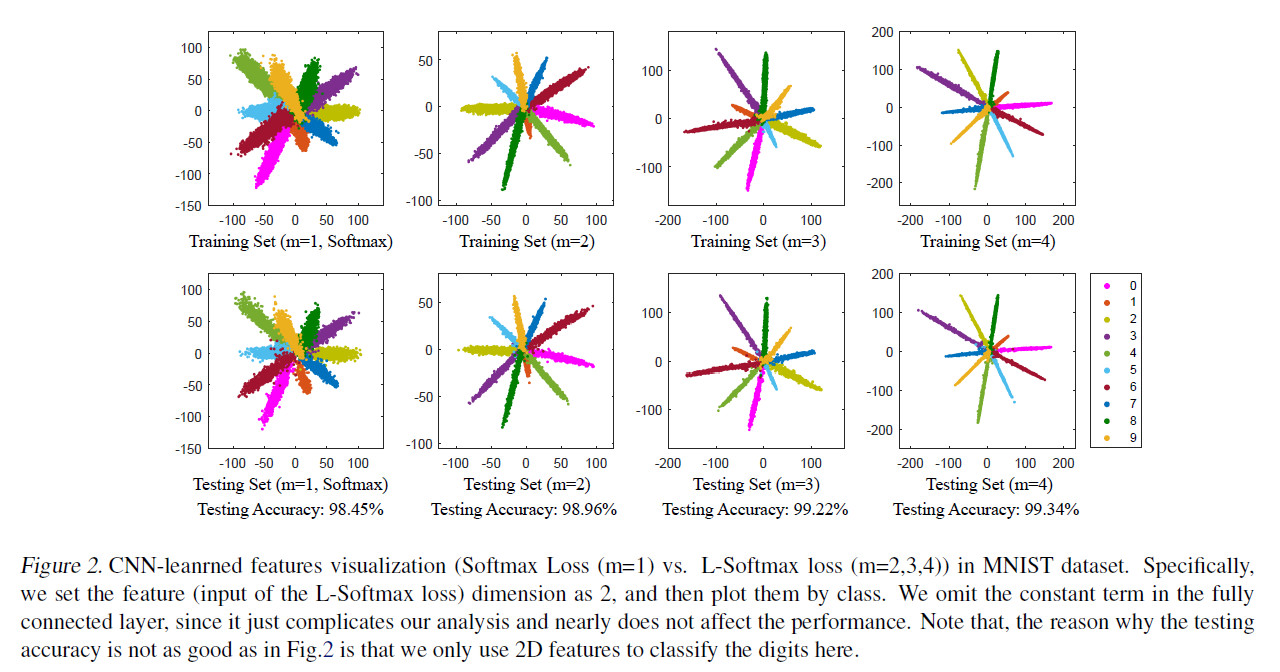 100
50
0
-50
-100
-150
-100 -50 0 50 100
Training Set (m=1, Softmax)
50
0
-50
-100
-100 -50 0 50 100
Training Set (m=2)
100
0
-100
-200 -100 0 100
Training Set (m=3)
200
100
0
-100
-200
-200 -100 0 100 200
Training Set (m=4)
100
50
0
-50
-100
-150
-100 -50 0 50 100
Testing Set (m=1, Softmax)
Testing Accuracy: 98.45%
50
0
-50
-100
-100 -50 0 50 100
Testing Set (m=2)
Testing Accuracy: 98.96%
100
0
-100
-200 -100 0 100
Testing Set (m=3)
Testing Accuracy: 99.22%
200
100
0
-100
-200
-200 -100 0 100 200
Testing Set (m=4)
Testing Accuracy: 99.34%
0
1
2
3
4
5
6
7
8
9
Figure 2. CNN-leanrned features visualization (Softmax Loss (m=1) vs. L-Softmax loss (m=2,3,4)) in MNIST dataset. Specifically,
we set the feature (input of the L-Softmax loss) dimension as 2, and then plot them by class. We omit the constant term in the fully
connected layer, since it just complicates our analysis and nearly does not affect the performance. Note that, the reason why the testing
accuracy is not as good as in Fig.2 is that we only use 2D features to classify the digits here.